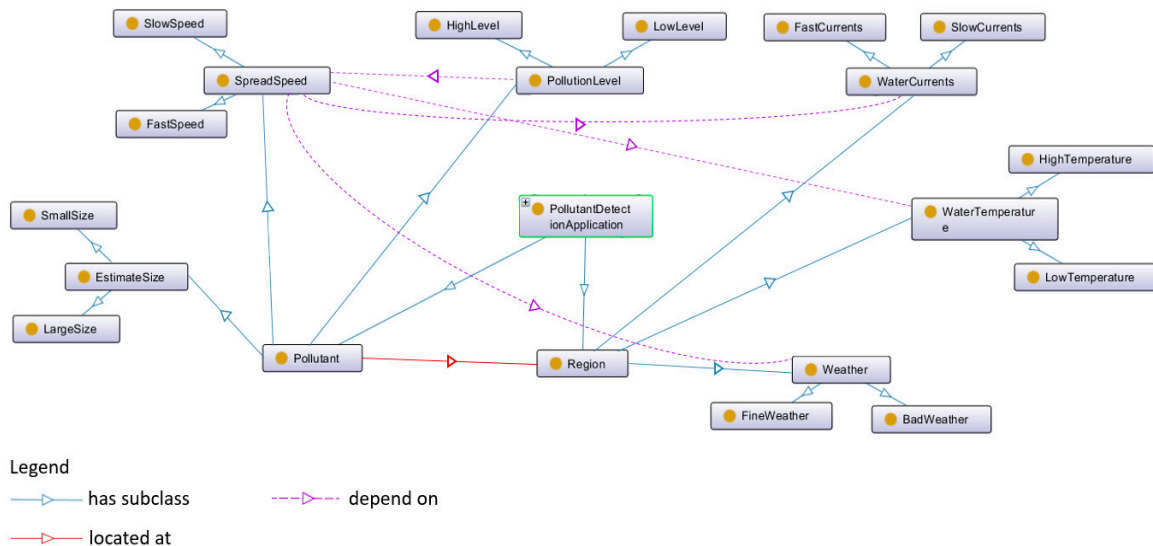 SlowSpeed
HighLevel
LowLevel
FastCurrents
SlowCurrents
SpreadSpeed
PollutionLevel
WaterCurrents
FastSpeed
HighTemperature
SmallSize
PollutantDetect
ionApplication
WaterTemperatur
e
EstimateSize
LowTemperature
LargeSize
Pollutant
Region
Weather
FineWeather
BadWeather
Legend
has subclass
depend on
located at